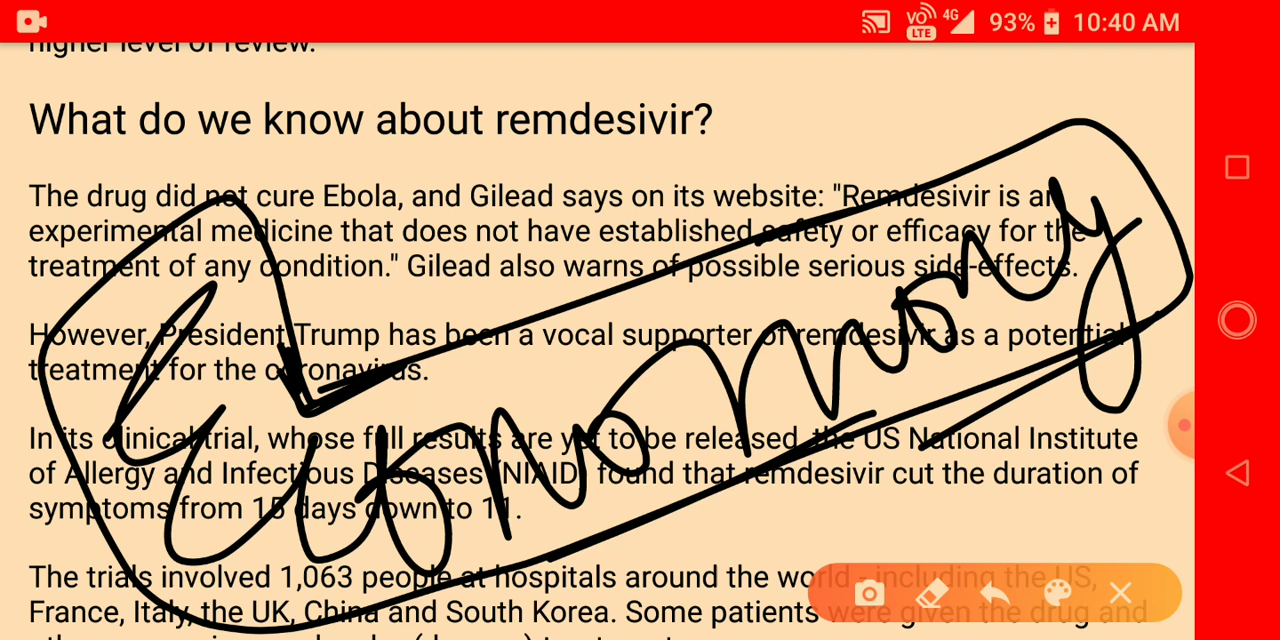 VO LTE 4G 93% 10:40 AM
higher level of review.
What do we know about remdesivir?
The drug did not cure Ebola, and Gilead says on its website: "Remdesivir is an
experimental medicine that does not have established safety or efficacy for the
treatment of any condition." Gilead also warns of possible serious side-effects.
However, President Trump has been a vocal supporter of remdesivir as a potential
treatment for the coronavirus.
In its clinical trial, whose full results are yet to be released, the US National Institute
of Allergy and Infectious Diseases (NIAID) found that remdesivir cut the duration of
symptoms from 15 days down to 11.
The trials involved 1,063 people at hospitals around the world - including the US,
France, Italy, the UK, China and South Korea. Some patients were given the drug and